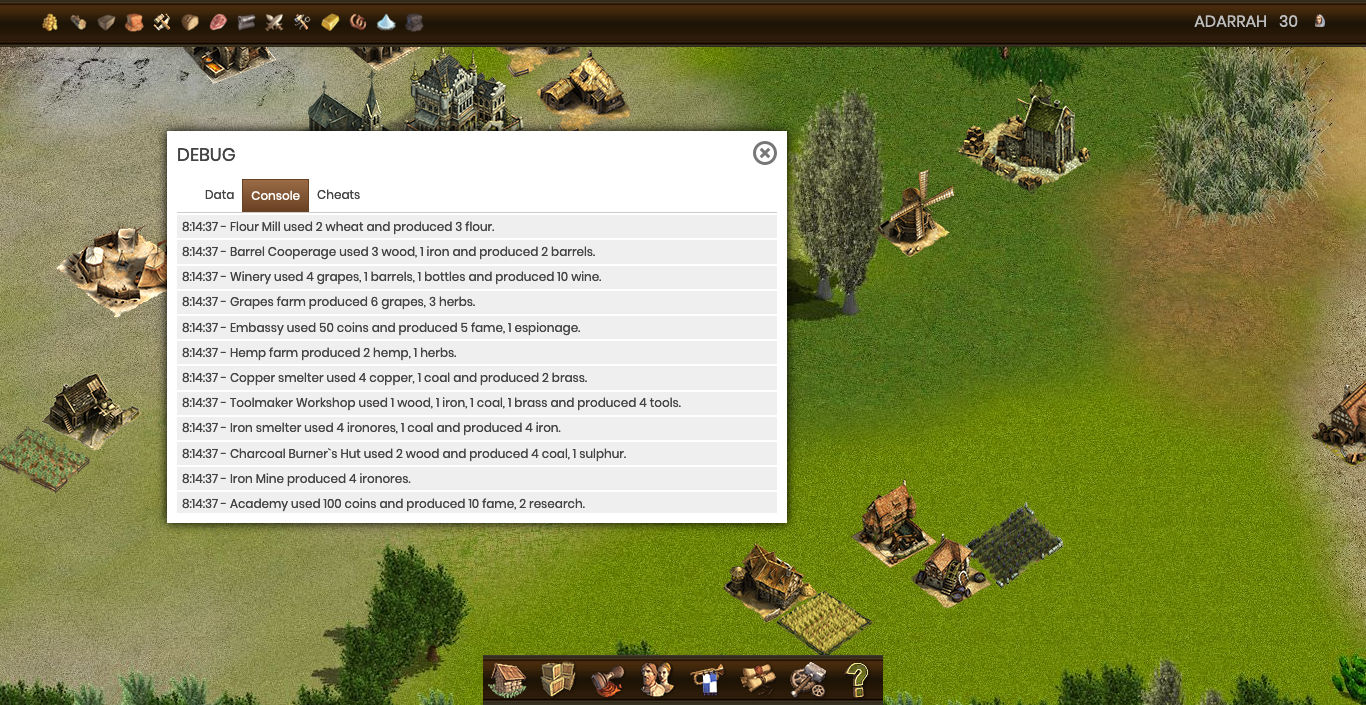 ADARRAH 30
DEBUG
Data Console Cheats
8:14:37 - Flour Mill used 2 wheat and produced 3 flour.
8:14:37 - Barrel Cooperage used 3 wood, 1 iron and produced 2 barrels.
8:14:37 - Winery used 4 grapes, 1 barrels, 1 bottles and produced 10 wine.
8:14:37 - Grapes farm produced 6 grapes, 3 herbs.
8:14:37 - Embassy used 50 coins and produced 5 fame, 1 espionage.
8:14:37 - Hemp farm produced 2 hemp, 1 herbs.
8:14:37 - Copper smelter used 4 copper, 1 coal and produced 2 brass.
8:14:37 - Toolmaker Workshop used 1 wood, 1 iron, 1 coal, 1 brass and produced 4 tools.
8:14:37 - Iron smelter used 4 ironores, 1 coal and produced 4 iron.
8:14:37 - Charcoal Burner`s Hut used 2 wood and produced 4 coal, 1 sulphur.
8:14:37 - Iron Mine produced 4 ironores.
8:14:37 - Academy used 100 coins and produced 10 fame, 2 research.